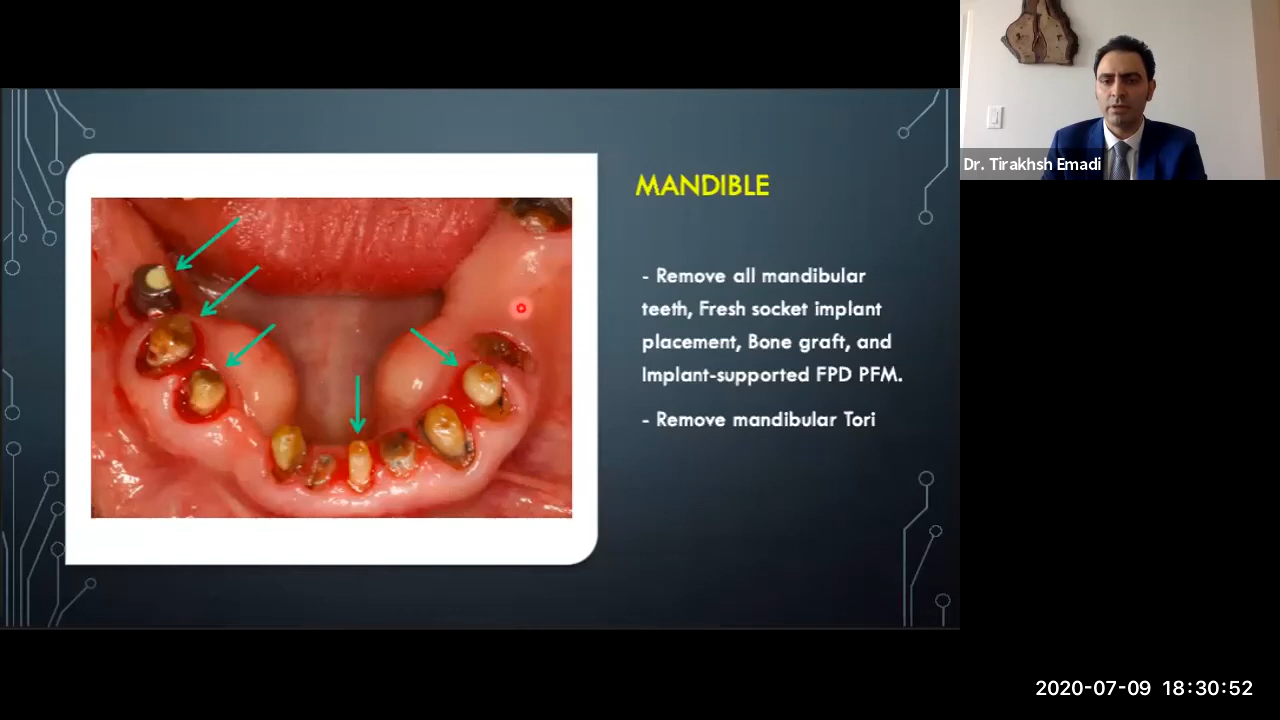 Dr. Tirakhsh Emadi
MANDIBLE
- Remove all mandibular
teeth, Fresh socket implant
placement, Bone graft, and
Implant-supported FPD PFM.
- Remove mandibular Tori
2020-07-09 18:30:52